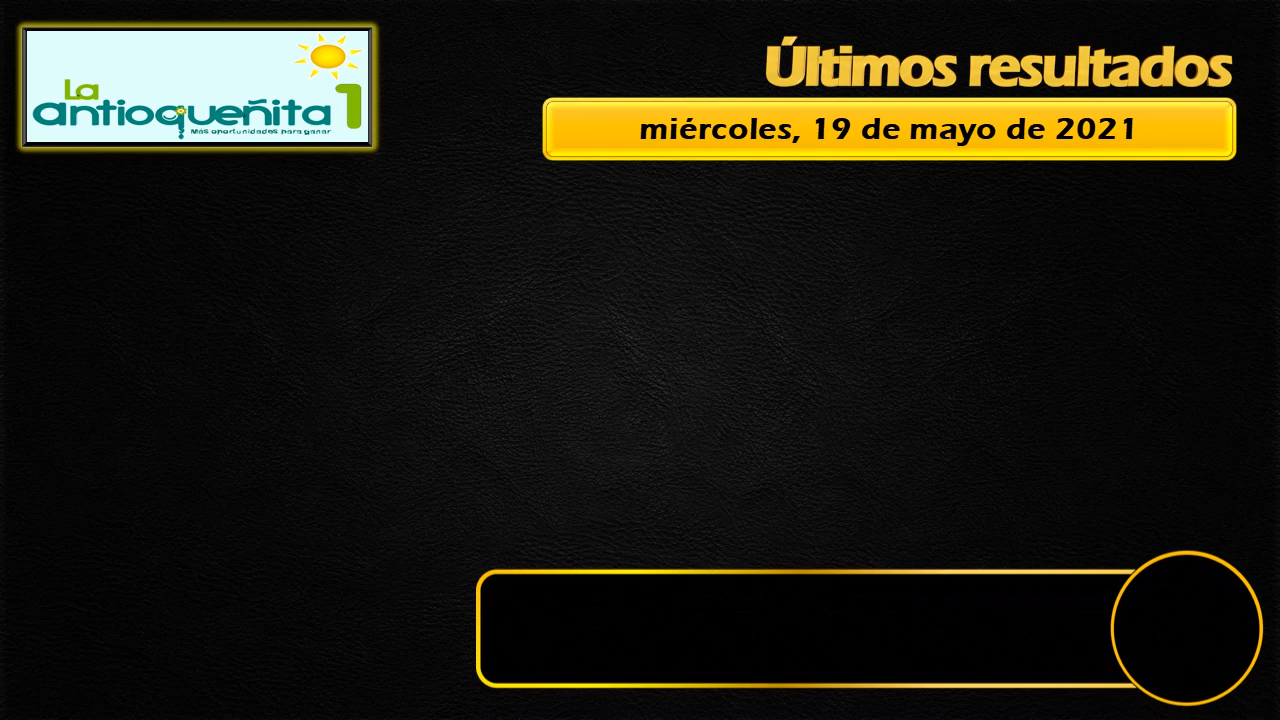 La
antioqueñita 1
Más oportunidades para ganar
Últimos resultados
miércoles, 19 de mayo de 2021